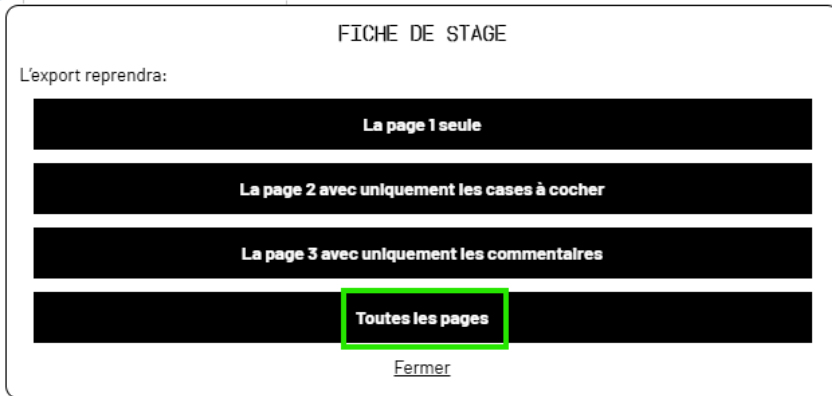 FICHE DE STAGE
L'export reprendra:
La page 1 seule
La page 2 avec uniquement les cases à cocher
La page 3 avec uniquement les commentaires
Toutes les pages
Fermer